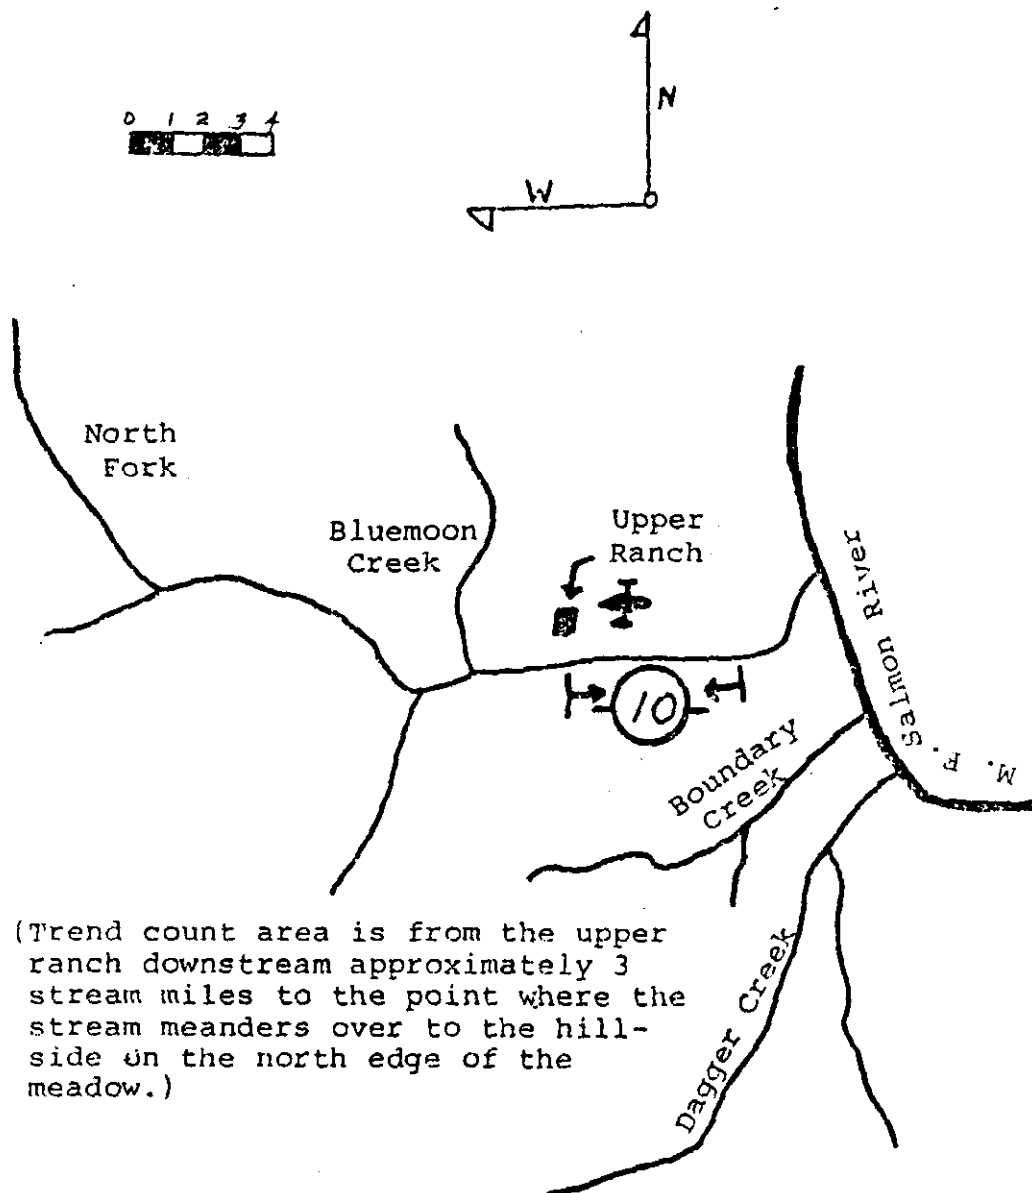 0 1 2 3 4
N
W
North
Fork
Bluemoon
Creek
Upper
Ranch
M. F. Salmon River
10
Boundary
Creek
Dagger Creek
(Trend count area is from the upper
ranch downstream approximately 3
stream miles to the point where the
stream meanders over to the hill-
side on the north edge of the
meadow.)